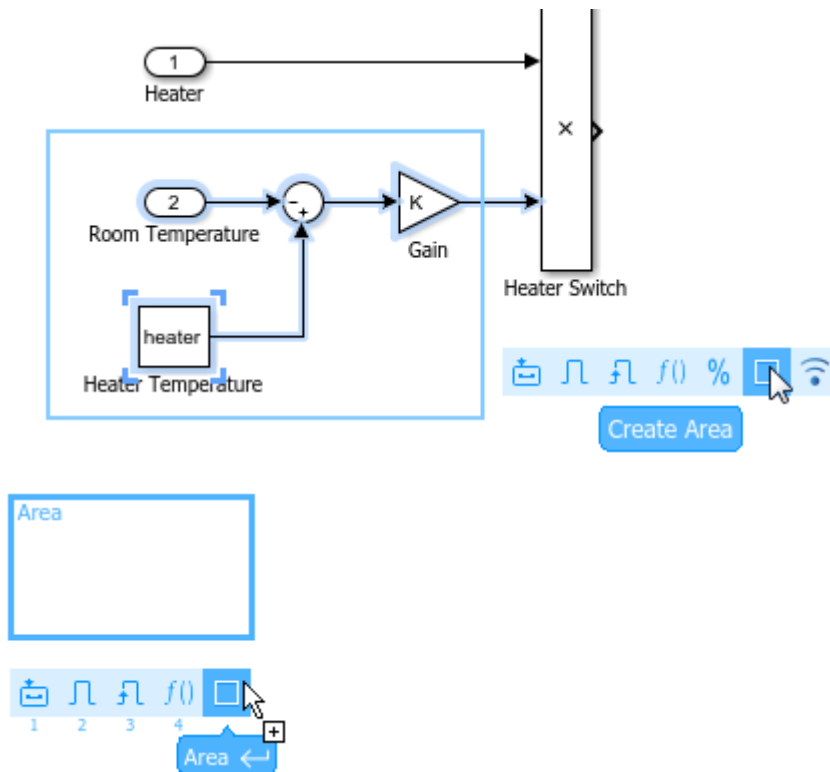 1
Heater
×
2
Room Temperature
-
+
K
Gain
Heater Switch
heater
Heater Temperature
f()
%
Create Area
Area
f()
1
2
3
4
Area